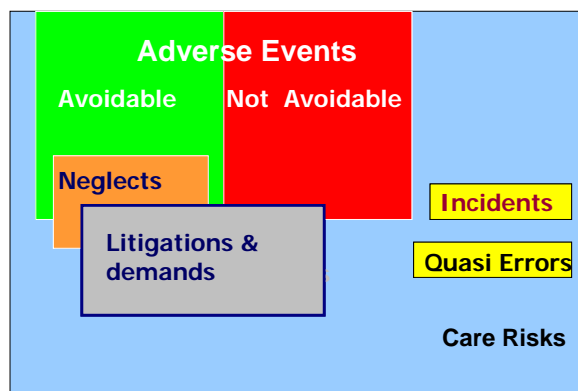 Adverse Events
Avoidable
Not Avoidable
Neglects
Incidents
Litigations &
demands
Quasi Errors
Care Risks